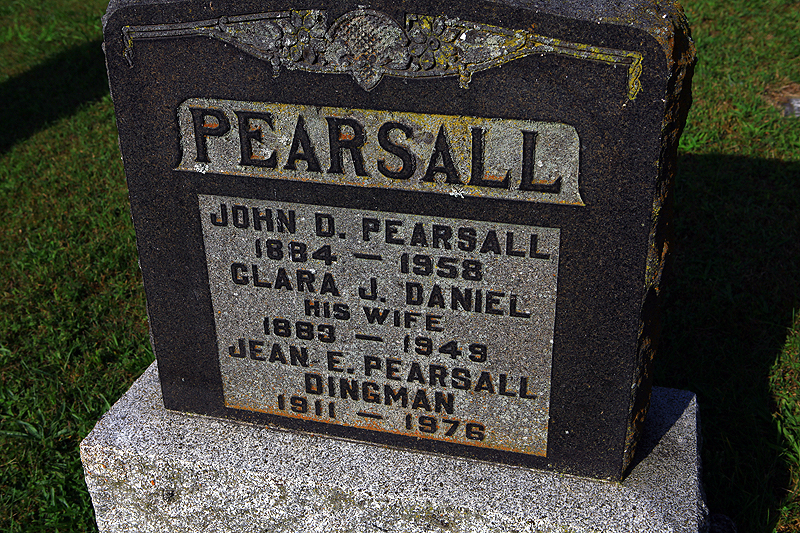 PEARSALL
JOHN D. PEARSALL
1884 — 1958
CLARA J. DANIEL
HIS WIFE
1883 — 1949
JEAN E. PEARSALL
DINGMAN
1911 — 1976